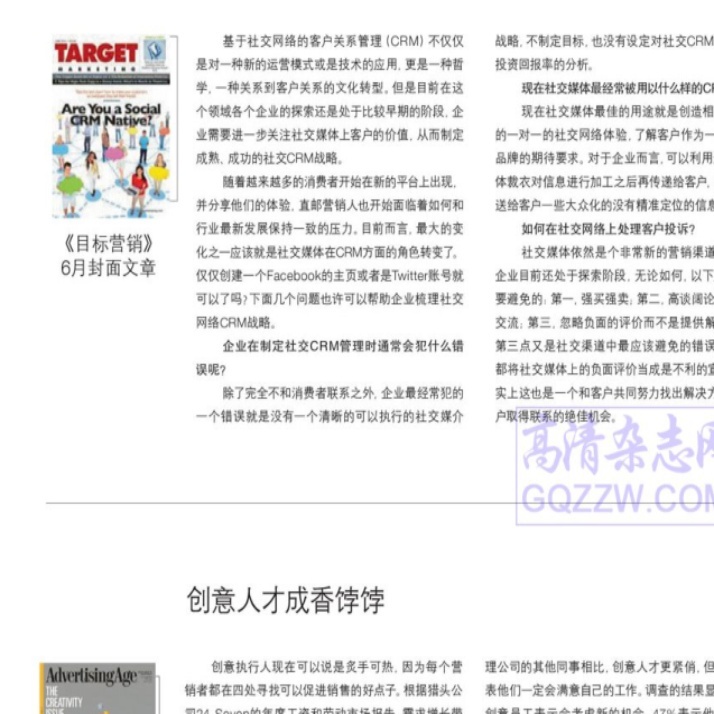 TARGET
MARKETING
Are You a Social
CRM Native?
《目标营销》
6月封面文章
基于社交网络的客户关系管理（CRM）不仅仅
是对一种新的运营模式或是技术的应用，更是一种哲
学，一种关系到客户关系的文化转型。但是目前在这
个领域各个企业的探索还是处于比较早期的阶段，企
业需要进一步关注社交媒体上客户的价值，从而制定
成熟、成功的社交CRM战略。
随着越来越多的消费者开始在新的平台上出现，
并分享他们的体验，直邮营销人也开始面临着如何和
行业最新发展保持一致的压力。目前而言，最大的变
化之一应该就是社交媒体在CRM方面的角色转变了。
仅仅创建一个Facebook的主页或者是Twitter账号就
可以了吗？下面几个问题也许可以帮助企业梳理社交
网络CRM战略。
企业在制定社交CRM管理时通常会犯什么错
误呢？
除了完全不和消费者联系之外，企业最经常犯的
一个错误就是没有一个清晰的可以执行的社交媒介
战略，不制定目标，也没有设定对社交CRM
投资回报率的分析。
现在社交媒体最经常被用以什么样的CR
现在社交媒体最佳的用途就是创造相
的一对一的社交网络体验，了解客户作为一
品牌的期待要求。对于企业而言，可以利用
体裁衣对信息进行加工之后再传递给客户，
送给客户一些大众化的没有精准定位的信息
如何在社交网络上处理客户投诉？
社交媒体依然是个非常新的营销渠道
企业目前还处于探索阶段，无论如何，以下
要避免的：第一，强买强卖；第二，高谈阔论
交流；第三，忽略负面的评价而不是提供解
第三点又是社交渠道中最应该避免的错误
都将社交媒体上的负面评价当成是不利的宣
实上这也是一个和客户共同努力找出解决方
户取得联系的绝佳机会。
高清杂志网
GQZZW.COM
创意人才成香饽饽
AdvertisingAge
THE
CREATIVITY
ISSUE
创意执行人现在可以说是炙手可热，因为每个营
销者都在四处寻找可以促进销售的好点子。根据猎头公
司24 Seven的年度工资和劳动市场报告，需求增长带
理公司的其他同事相比，创意人才更紧俏，但
表他们一定会满意自己的工作。调查的结果显
创意员工表示会考虑新的机会，47%表示他